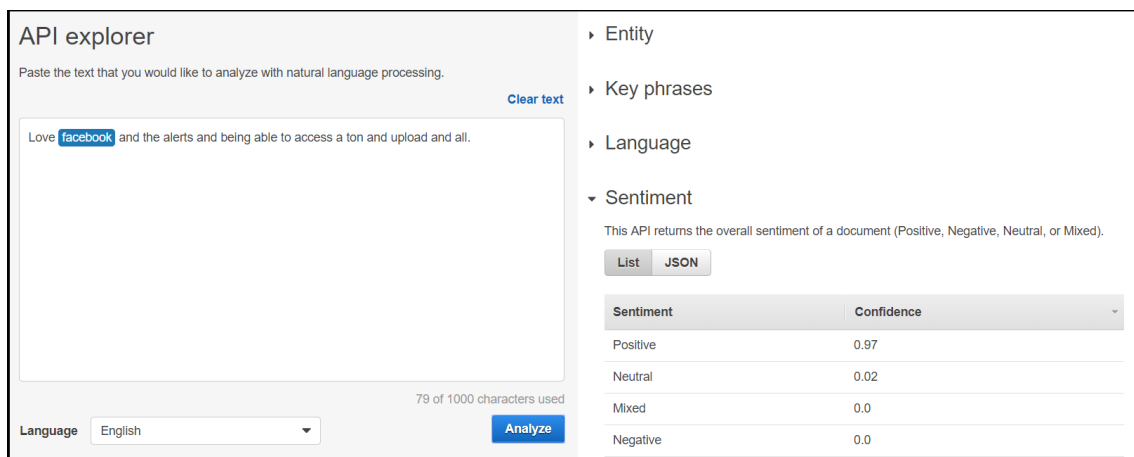 API explorer
Paste the text that you would like to analyze with natural language processing.
Clear text
Love facebook and the alerts and being able to access a ton and upload and all.
79 of 1000 characters used
Language English
Analyze
Entity
Key phrases
Language
Sentiment
This API returns the overall sentiment of a document (Positive, Negative, Neutral, or Mixed).
List JSON
Sentiment Confidence
Positive 0.97
Neutral 0.02
Mixed 0.0
Negative 0.0